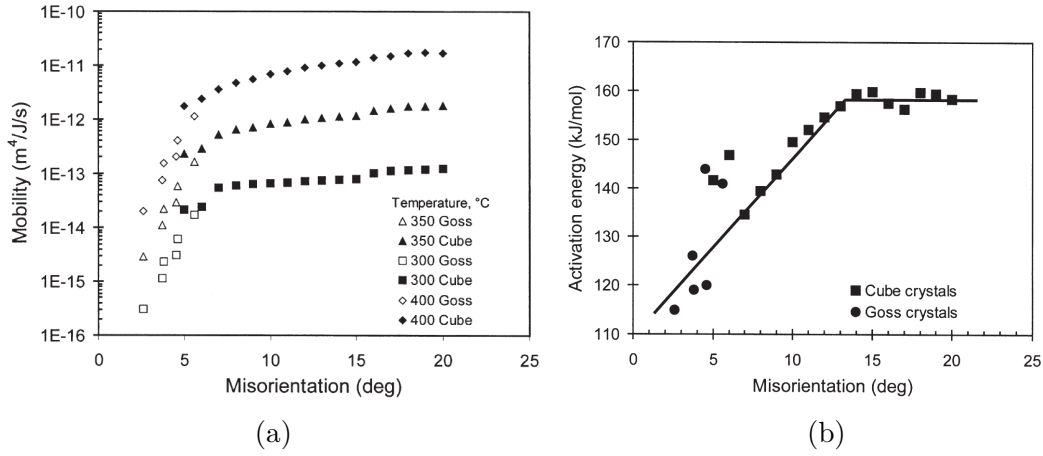 1E-10
1E-11
1E-12
1E-13
1E-14
1E-15
1E-16
Mobility (m⁴/J/s)
0 5 10 15 20 25
Misorientation (deg)
Temperature, °C
350 Goss
350 Cube
300 Goss
300 Cube
400 Goss
400 Cube
(a)
170
160
150
140
130
120
110
Activation energy (kJ/mol)
0 5 10 15 20 25
Misorientation (deg)
Cube crystals
Goss crystals
(b)